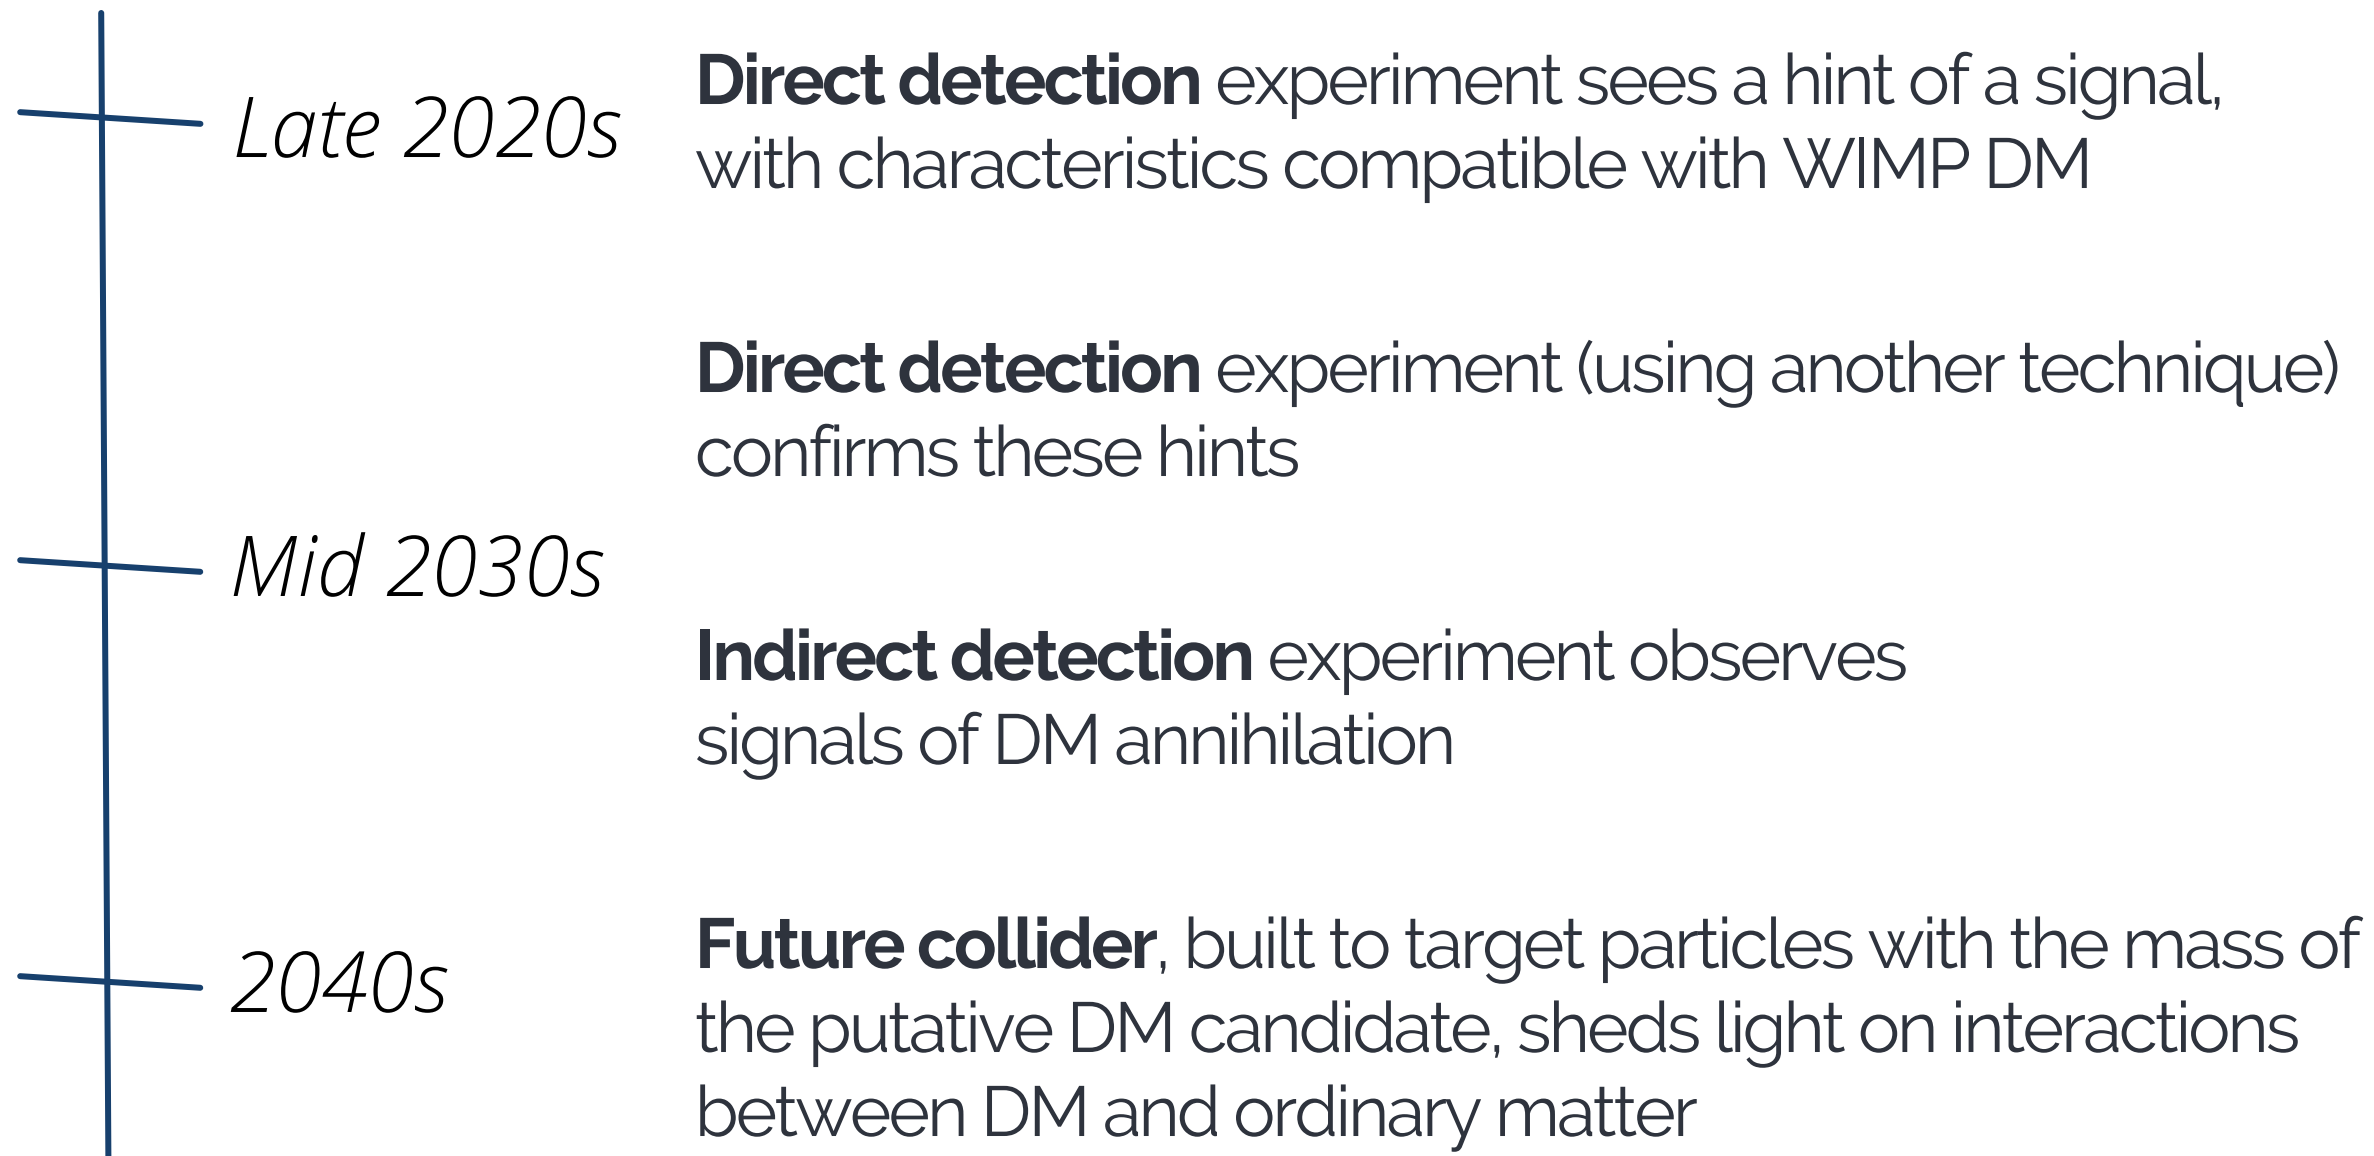 Late 2020s
Direct detection experiment sees a hint of a signal,
with characteristics compatible with WIMP DM
Direct detection experiment (using another technique)
confirms these hints
Mid 2030s
Indirect detection experiment observes
signals of DM annihilation
2040s
Future collider, built to target particles with the mass of
the putative DM candidate, sheds light on interactions
between DM and ordinary matter